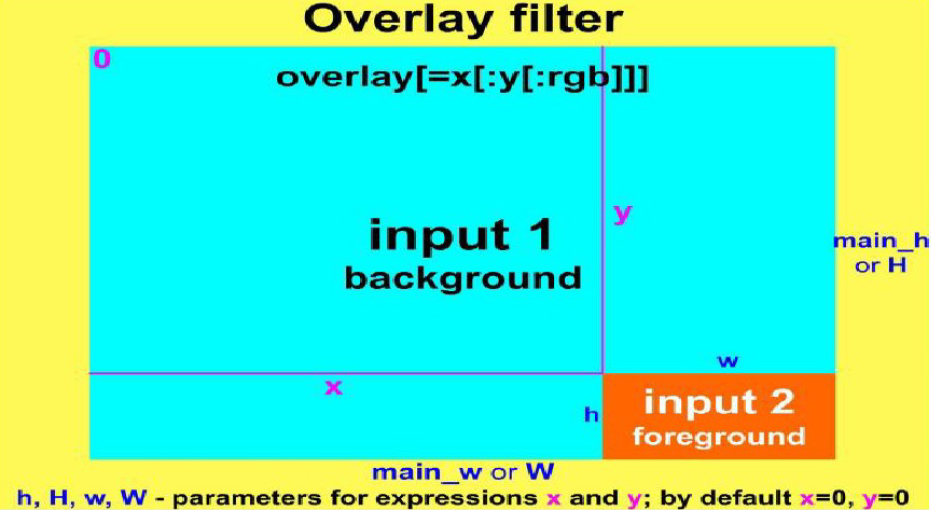 Overlay filter
0
overlay[=x[:y[:rgb]]]
y
input 1
background
main_h
or H
w
x
h
input 2
foreground
main_w or W
h, H, w, W - parameters for expressions x and y; by default x=0, y=0